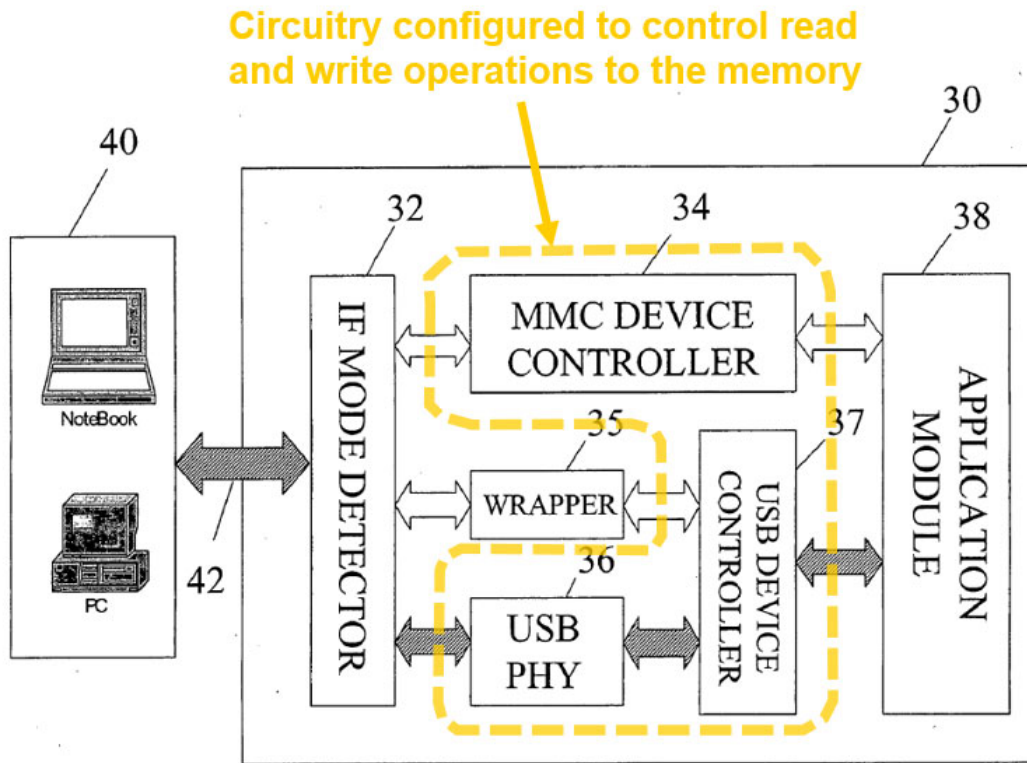 Circuitry configured to control read
and write operations to the memory
30
40
32
34
38
IF MODE DETECTOR
MMC DEVICE
CONTROLLER
APPLICATION
MODULE
NoteBook
35
37
WRAPPER
USB DEVICE
CONTROLLER
42
PC
36
USB
PHY